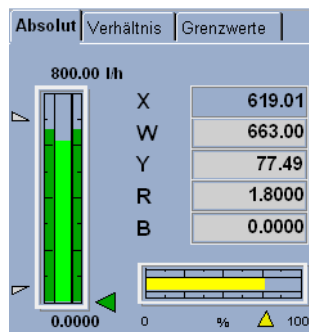 Absolut Verhältnis Grenzwerte
800.00 l/h
X 619.01
W 663.00
Y 77.49
R 1.8000
B 0.0000
0.0000 0 % 100